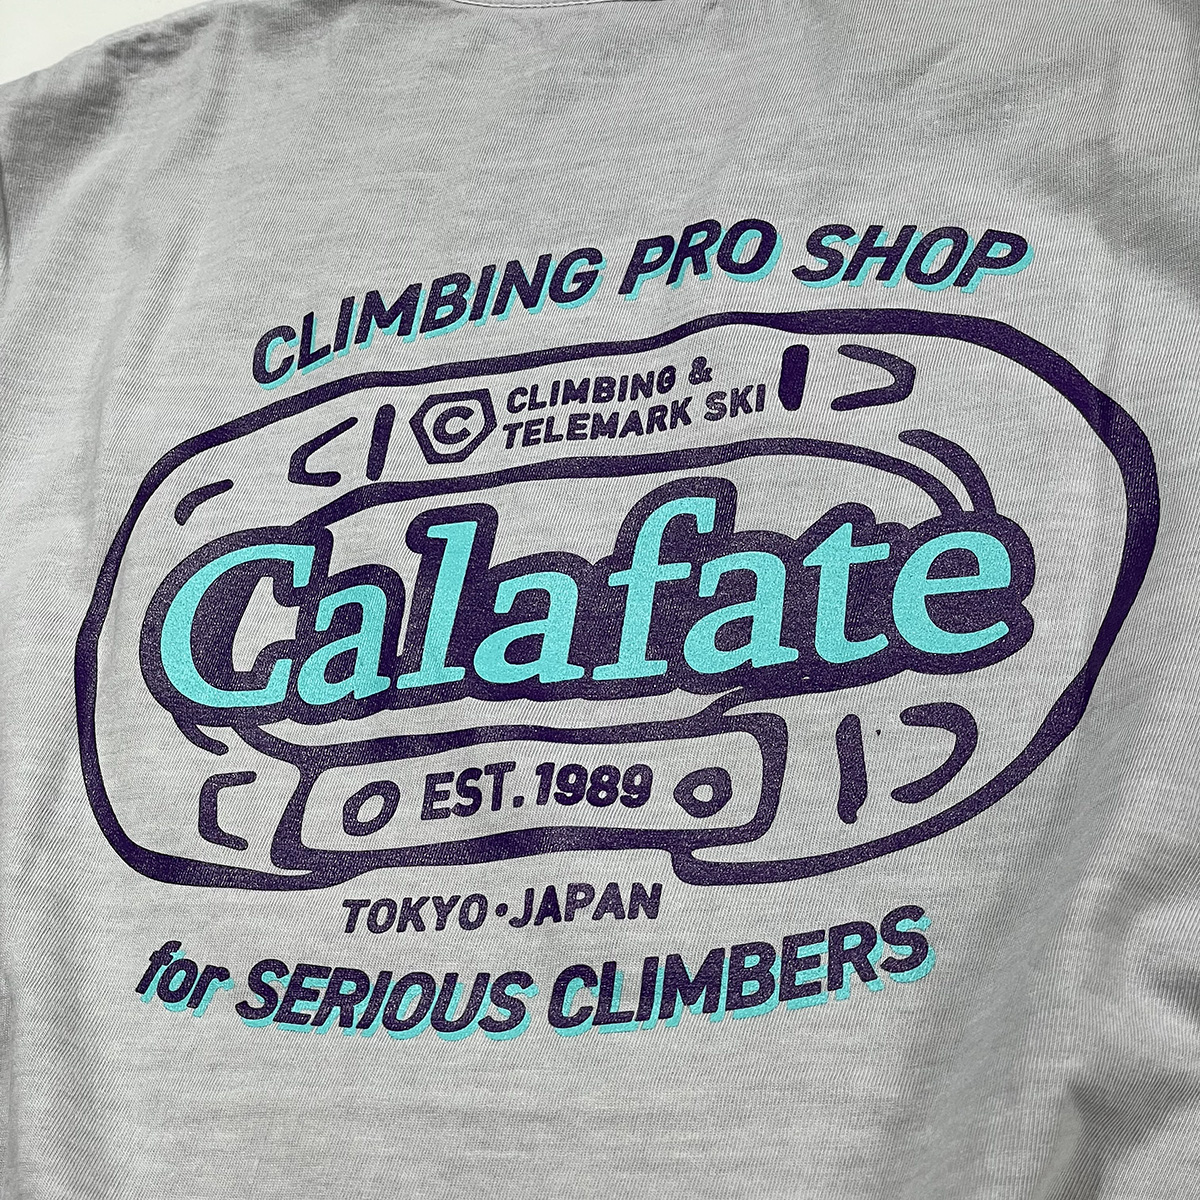 CLIMBING PRO SHOP
C CLIMBING &
TELEMARK SKI
Calafate
EST. 1989
TOKYO・JAPAN
for SERIOUS CLIMBERS